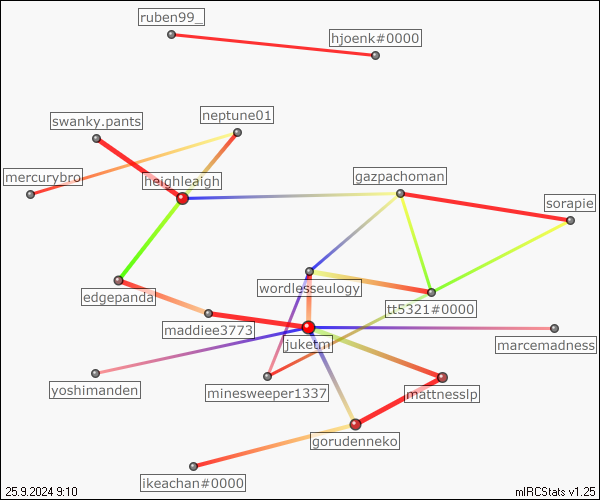 ruben99_
hjoenk#0000
neptune01
swanky.pants
gazpachoman
mercurybro
heighleaigh
sorapie
wordlesseulogy
edgepanda
tt5321#0000
maddiee3773
juketm
marcemadness
yoshimanden
minesweeper1337
mattnesslp
gorudenneko
ikeachan#0000
25.9.2024 9:10
mIRCStats v1.25